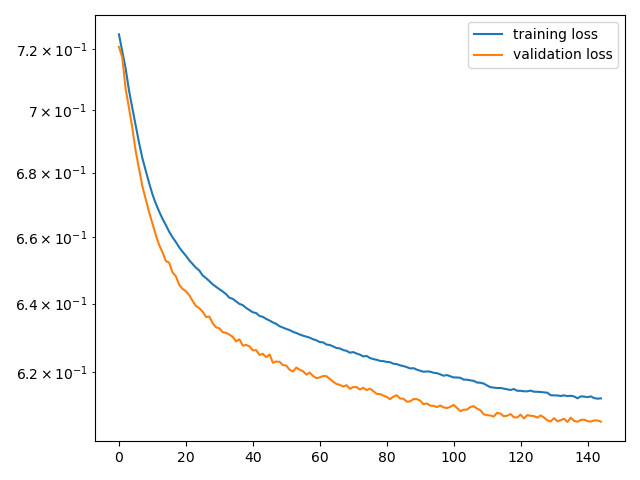 training loss
validation loss
7.2 × 10⁻¹
7 × 10⁻¹
6.8 × 10⁻¹
6.6 × 10⁻¹
6.4 × 10⁻¹
6.2 × 10⁻¹
0 20 40 60 80 100 120 140